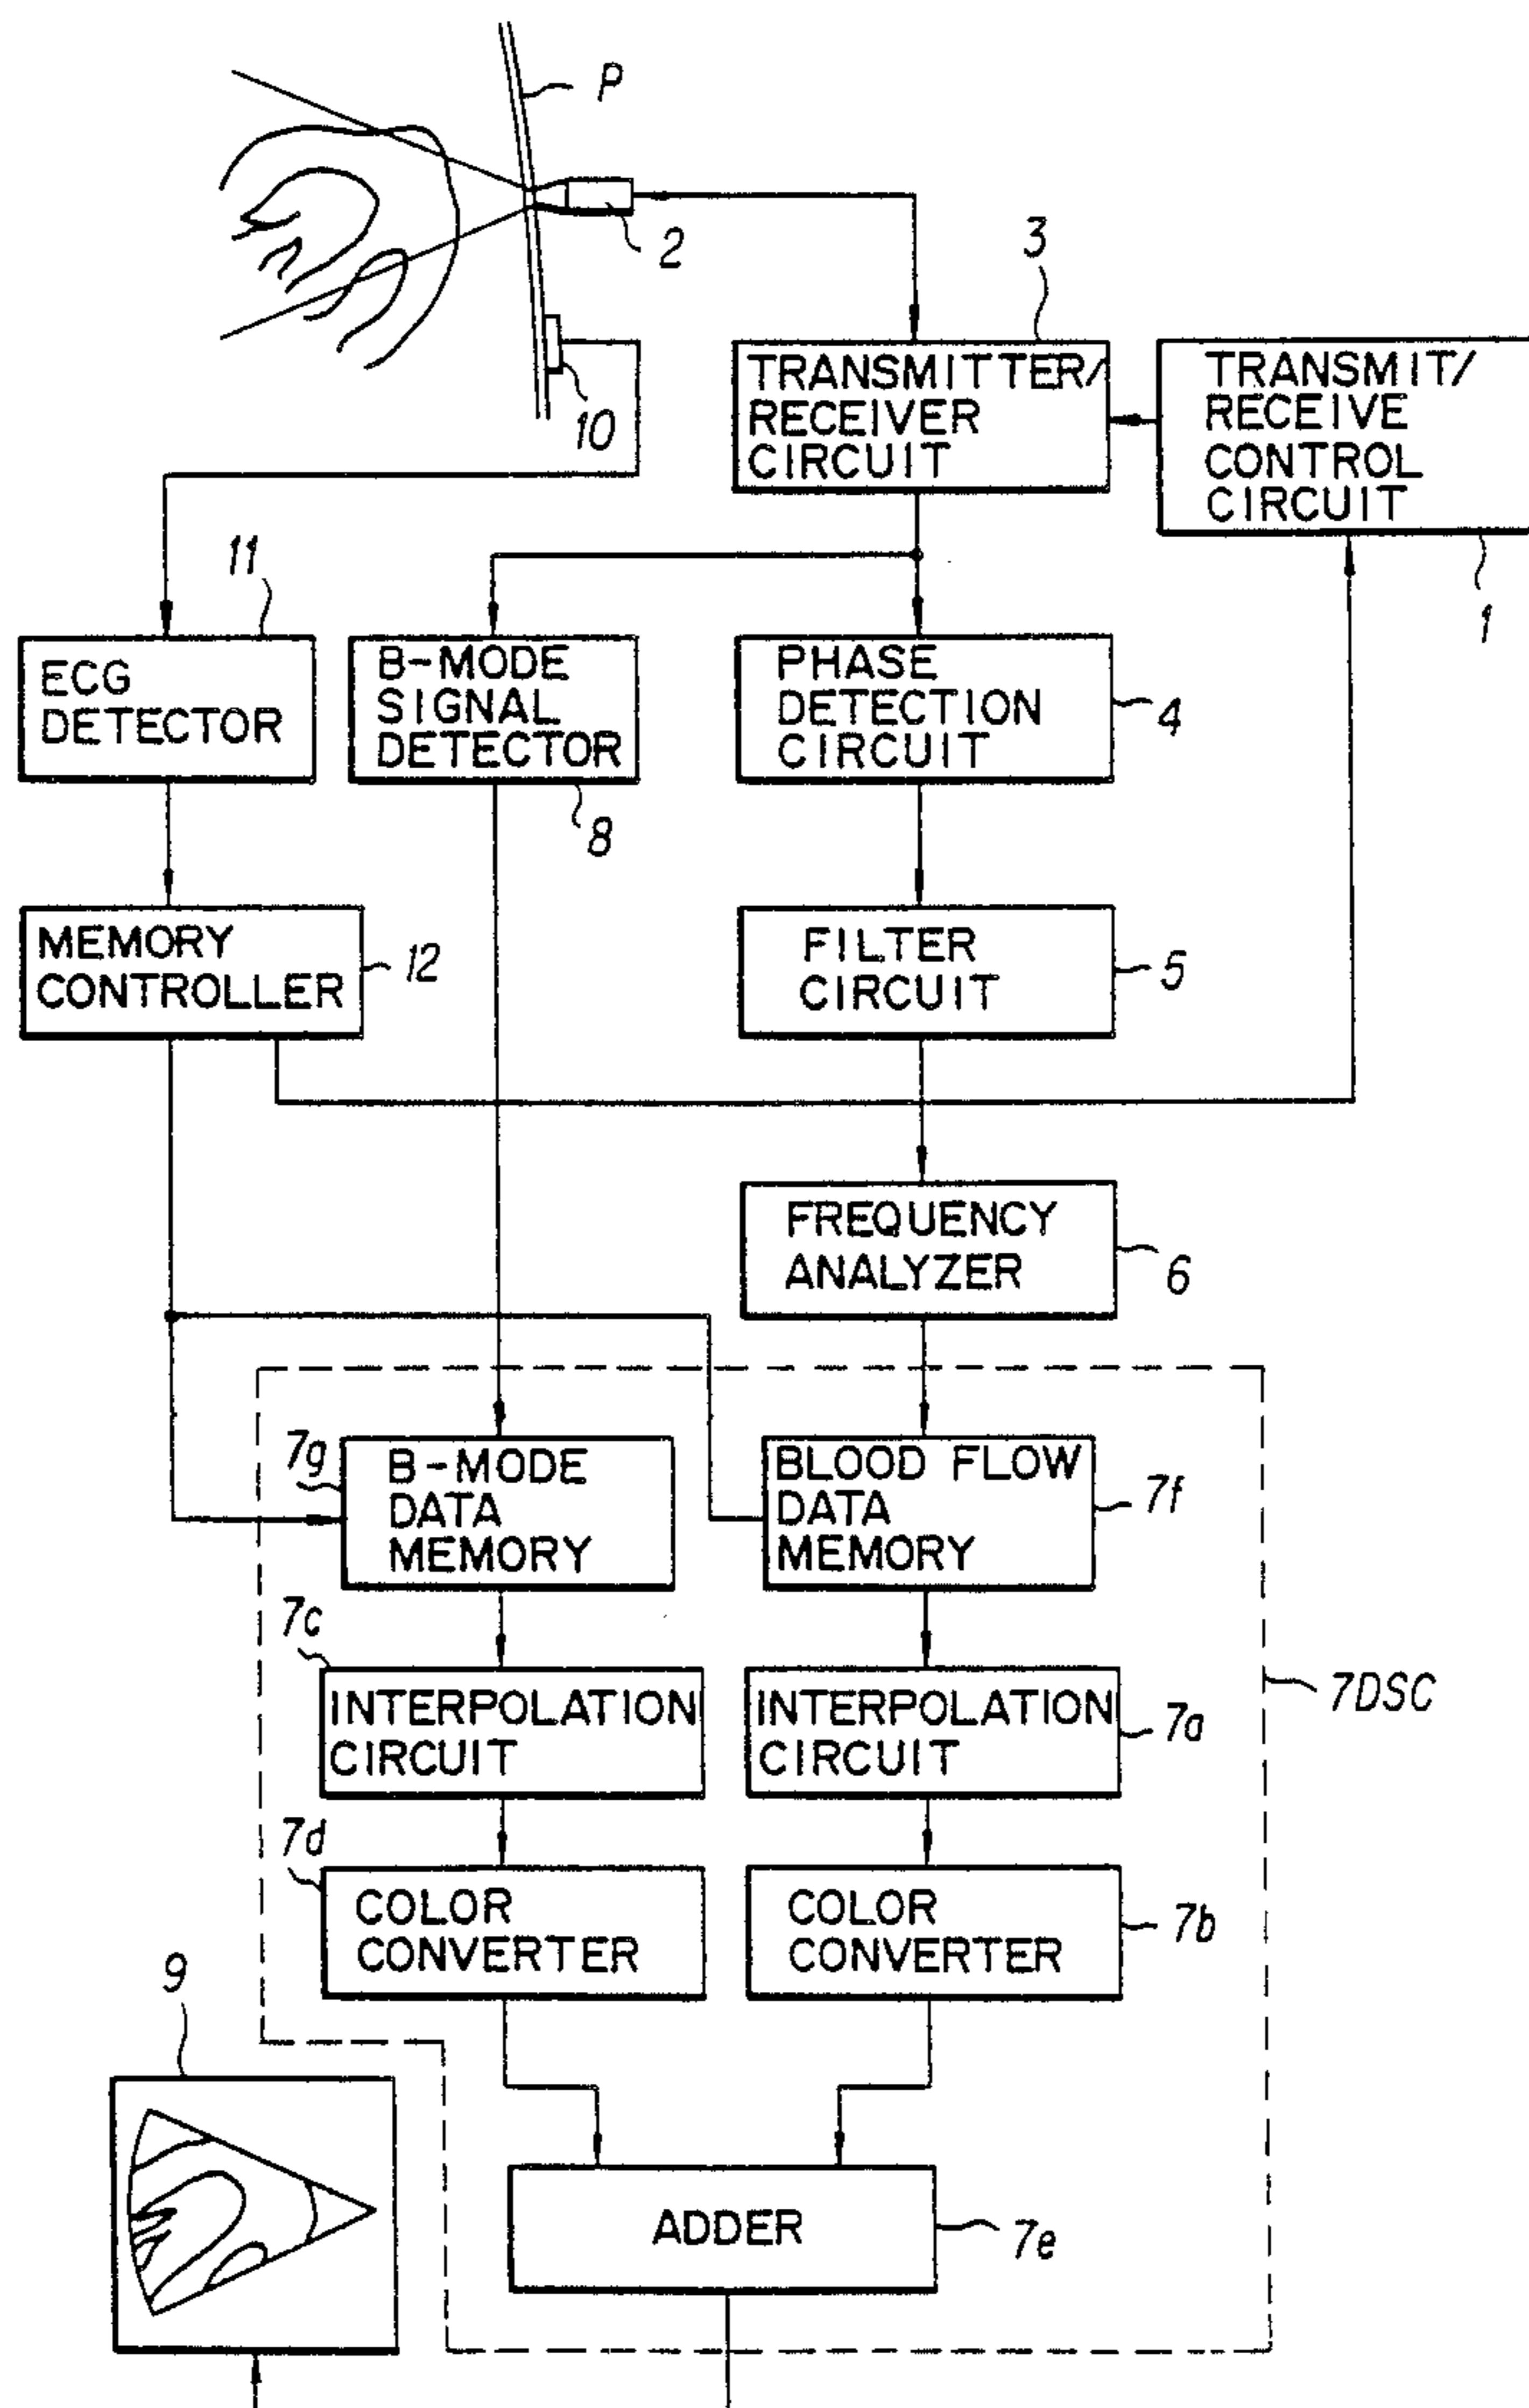 P
2
3
TRANSMITTER/
RECEIVER
CIRCUIT
TRANSMIT/
RECEIVE
CONTROL
CIRCUIT
10
1
11
ECG
DETECTOR
B-MODE
SIGNAL
DETECTOR
8
PHASE
DETECTION
CIRCUIT
4
MEMORY
CONTROLLER
12
FILTER
CIRCUIT
5
FREQUENCY
ANALYZER
6
7g
B-MODE
DATA
MEMORY
BLOOD FLOW
DATA
MEMORY
7f
7c
INTERPOLATION
CIRCUIT
INTERPOLATION
CIRCUIT
7a
7DSC
7d
COLOR
CONVERTER
COLOR
CONVERTER
7b
9
ADDER
7e